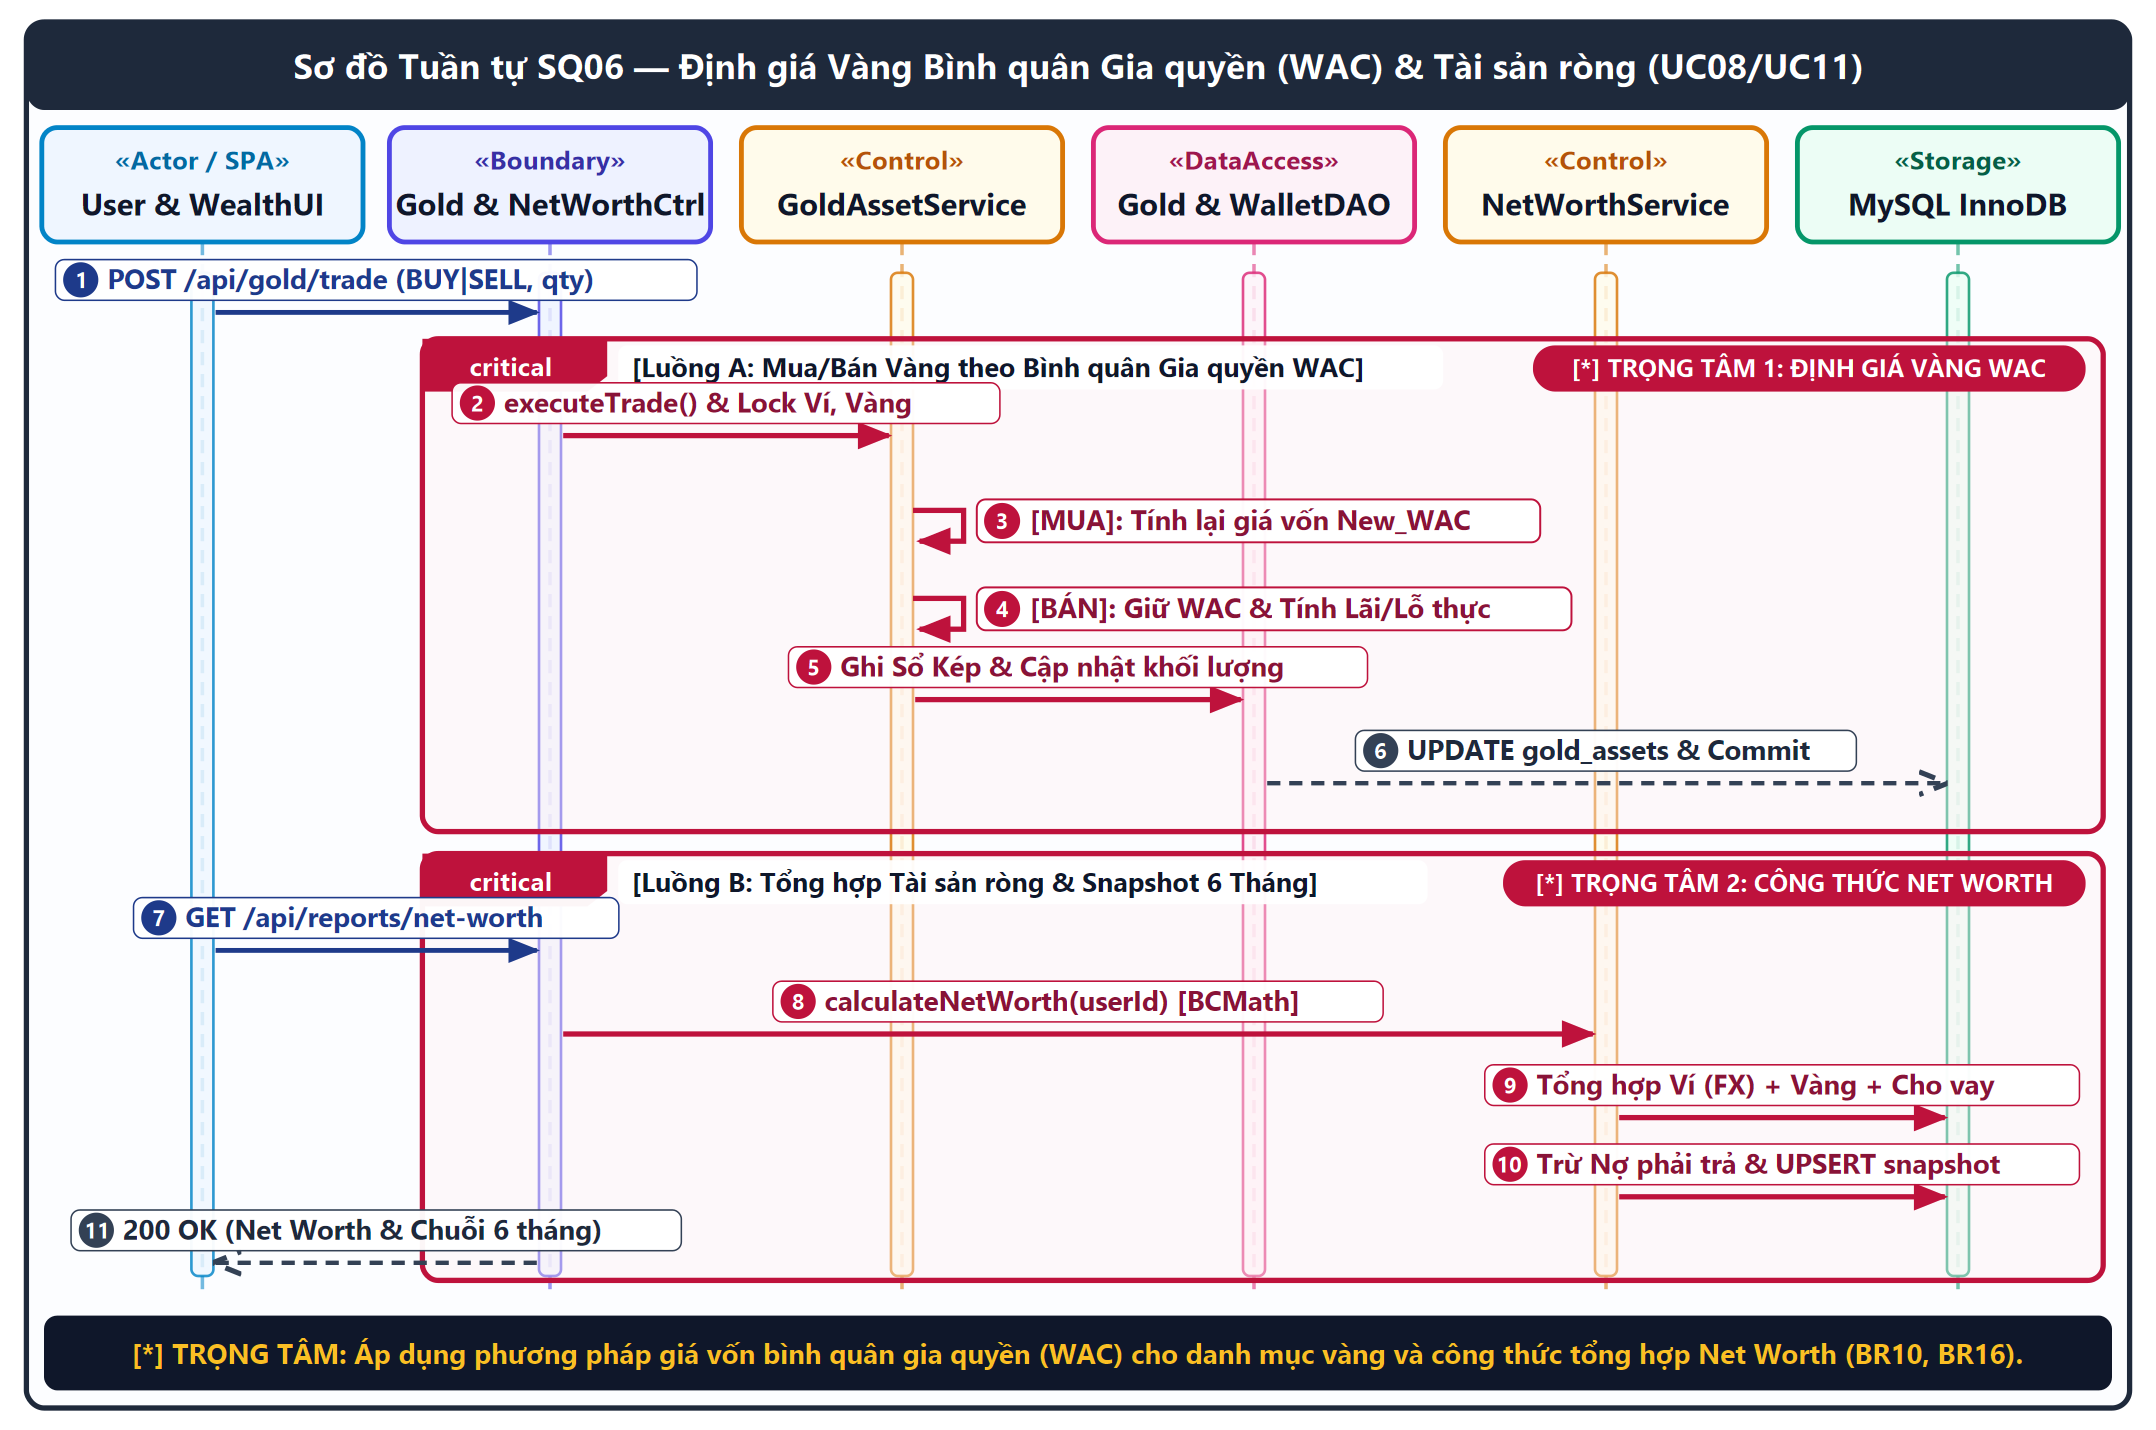 Sơ đồ Tuần tự SQ06 — Định giá Vàng Bình quân Gia quyền (WAC) & Tài sản ròng (UC08/UC11)
«Actor / SPA»
User & WealthUI
«Boundary»
Gold & NetWorthCtrl
«Control»
GoldAssetService
«DataAccess»
Gold & WalletDAO
«Control»
NetWorthService
«Storage»
MySQL InnoDB
1 POST /api/gold/trade (BUY|SELL, qty)
critical
[Luồng A: Mua/Bán Vàng theo Bình quân Gia quyền WAC]
[*] TRỌNG TÂM 1: ĐỊNH GIÁ VÀNG WAC
2 executeTrade() & Lock Ví, Vàng
3 [MUA]: Tính lại giá vốn New_WAC
4 [BÁN]: Giữ WAC & Tính Lãi/Lỗ thực
5 Ghi Sổ Kép & Cập nhật khối lượng
6 UPDATE gold_assets & Commit
critical
[Luồng B: Tổng hợp Tài sản ròng & Snapshot 6 Tháng]
[*] TRỌNG TÂM 2: CÔNG THỨC NET WORTH
7 GET /api/reports/net-worth
8 calculateNetWorth(userId) [BCMath]
9 Tổng hợp Ví (FX) + Vàng + Cho vay
10 Trừ Nợ phải trả & UPSERT snapshot
11 200 OK (Net Worth & Chuỗi 6 tháng)
[*] TRỌNG TÂM: Áp dụng phương pháp giá vốn bình quân gia quyền (WAC) cho danh mục vàng và công thức tổng hợp Net Worth (BR10, BR16).